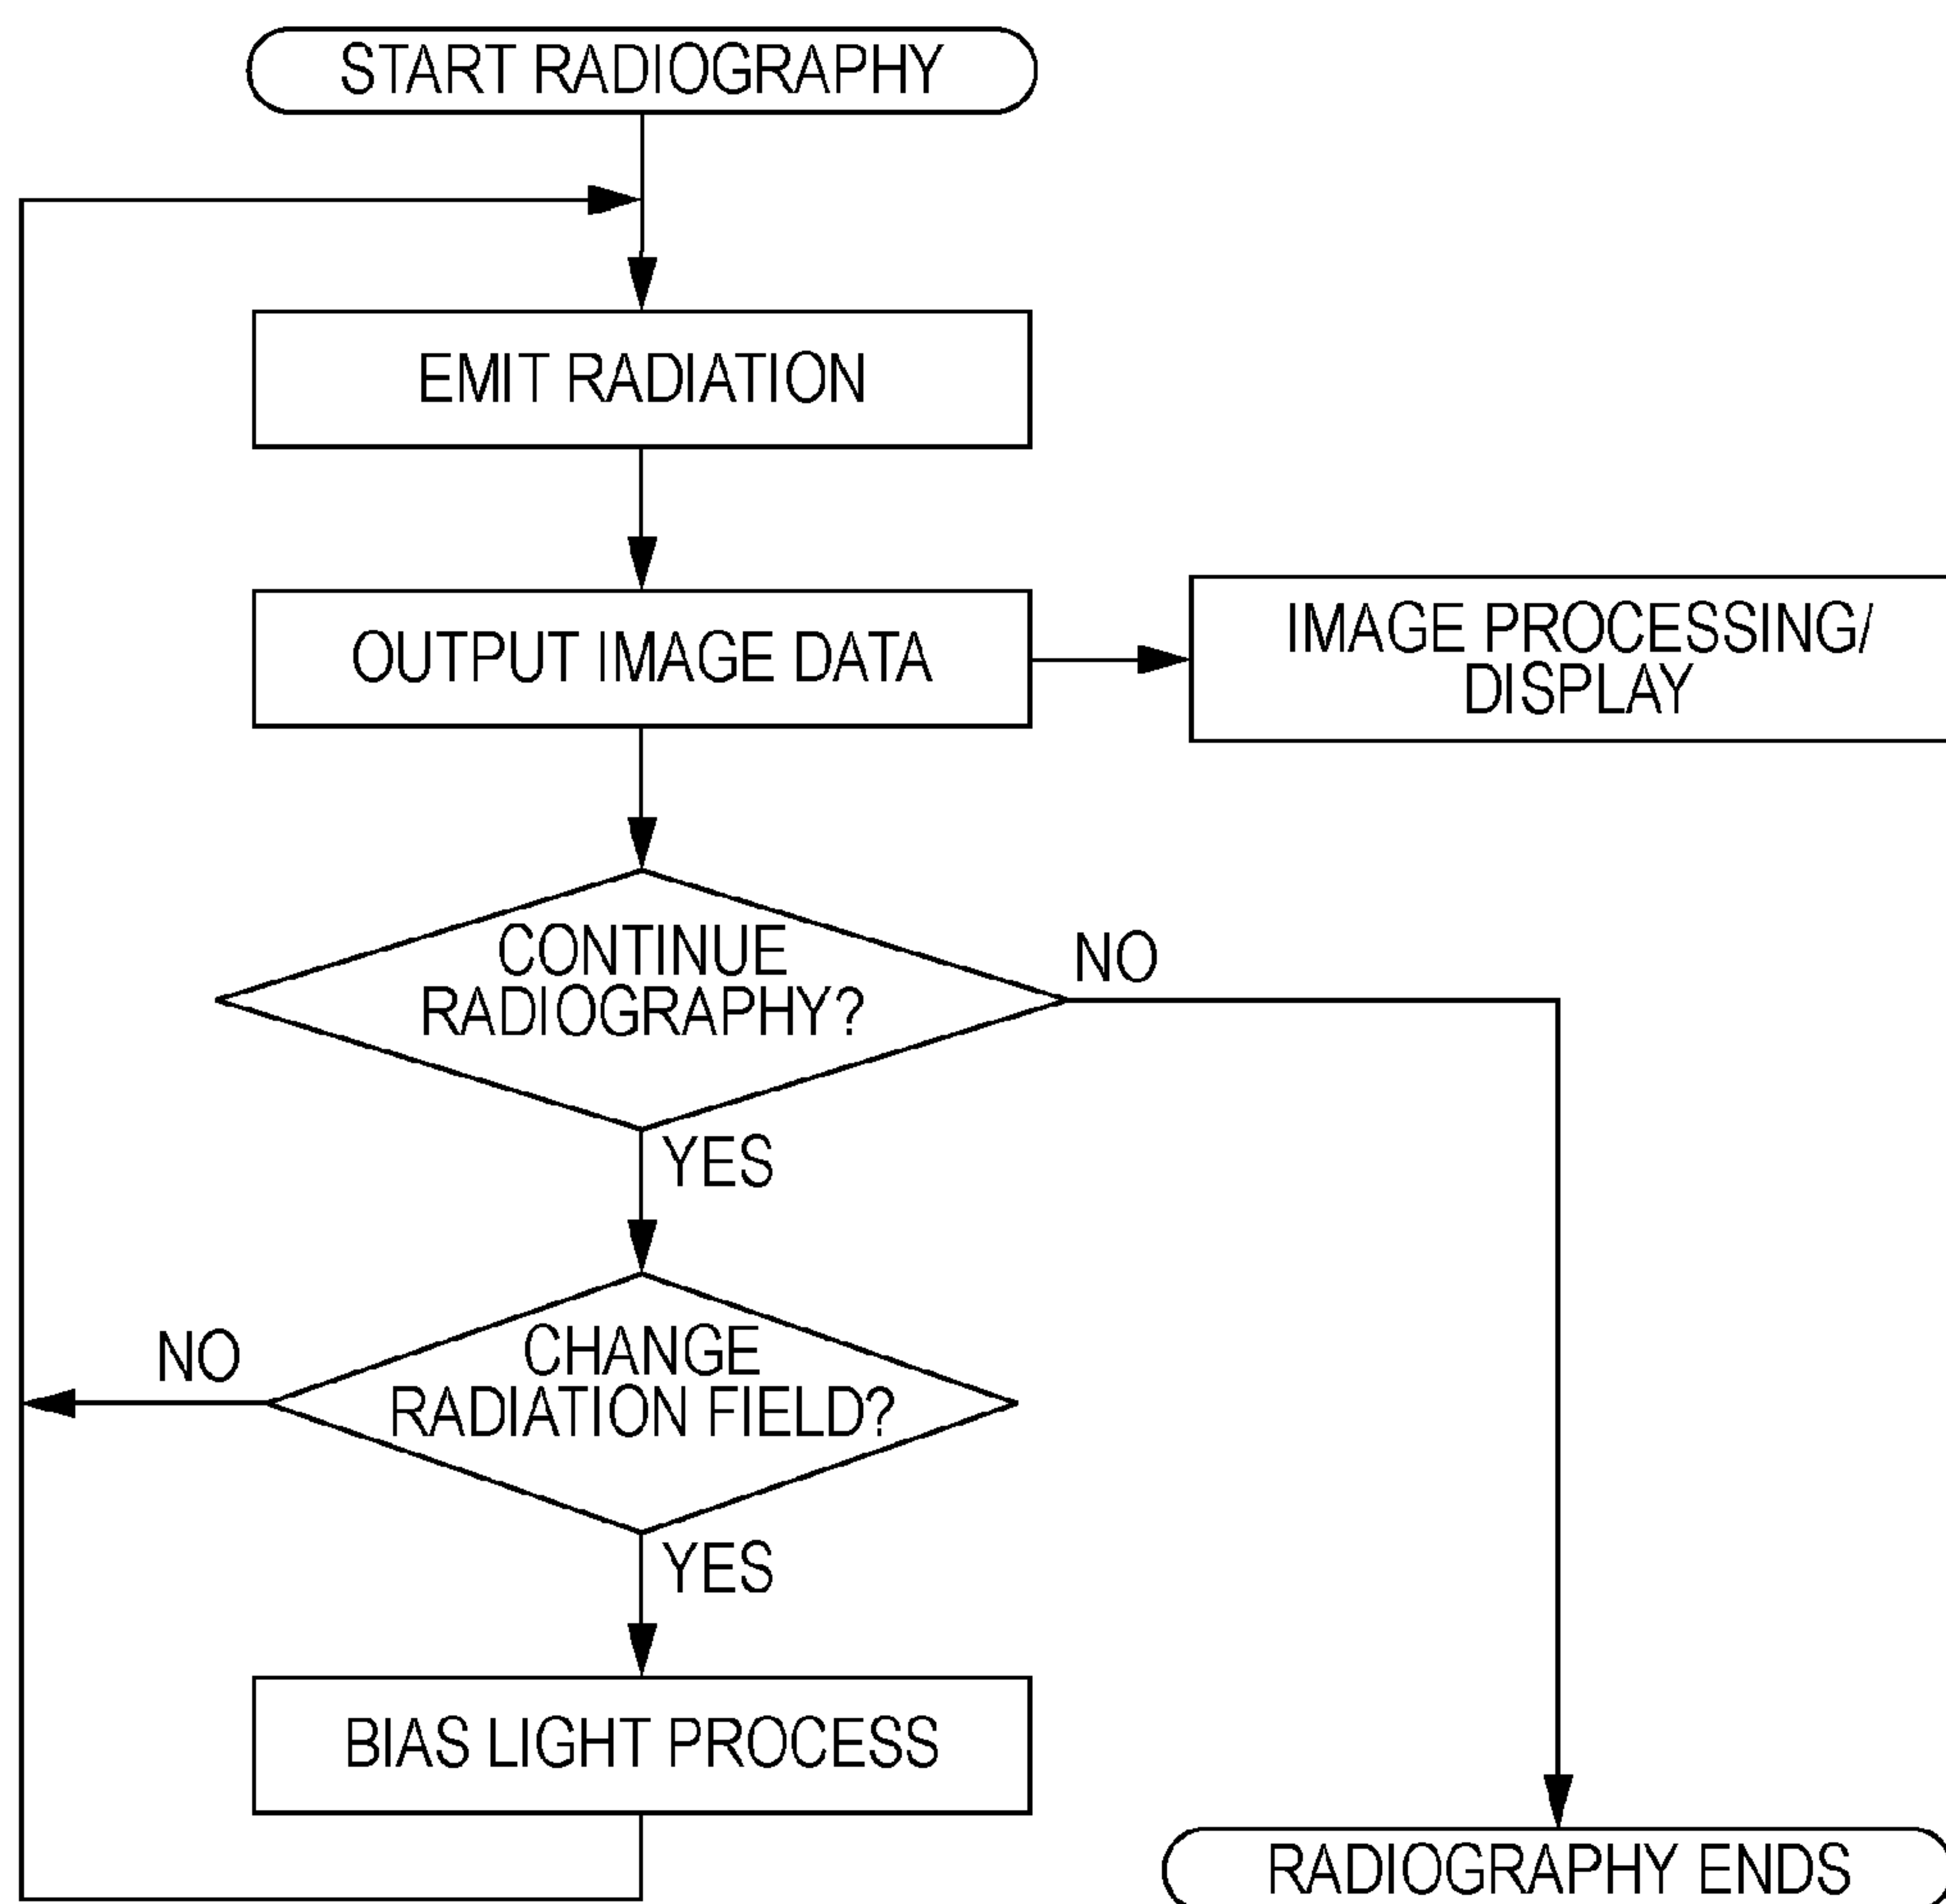 START RADIOGRAPHY
EMIT RADIATION
OUTPUT IMAGE DATA
IMAGE PROCESSING/
DISPLAY
CONTINUE
RADIOGRAPHY?
NO
YES
CHANGE
RADIATION FIELD?
NO
YES
BIAS LIGHT PROCESS
RADIOGRAPHY ENDS